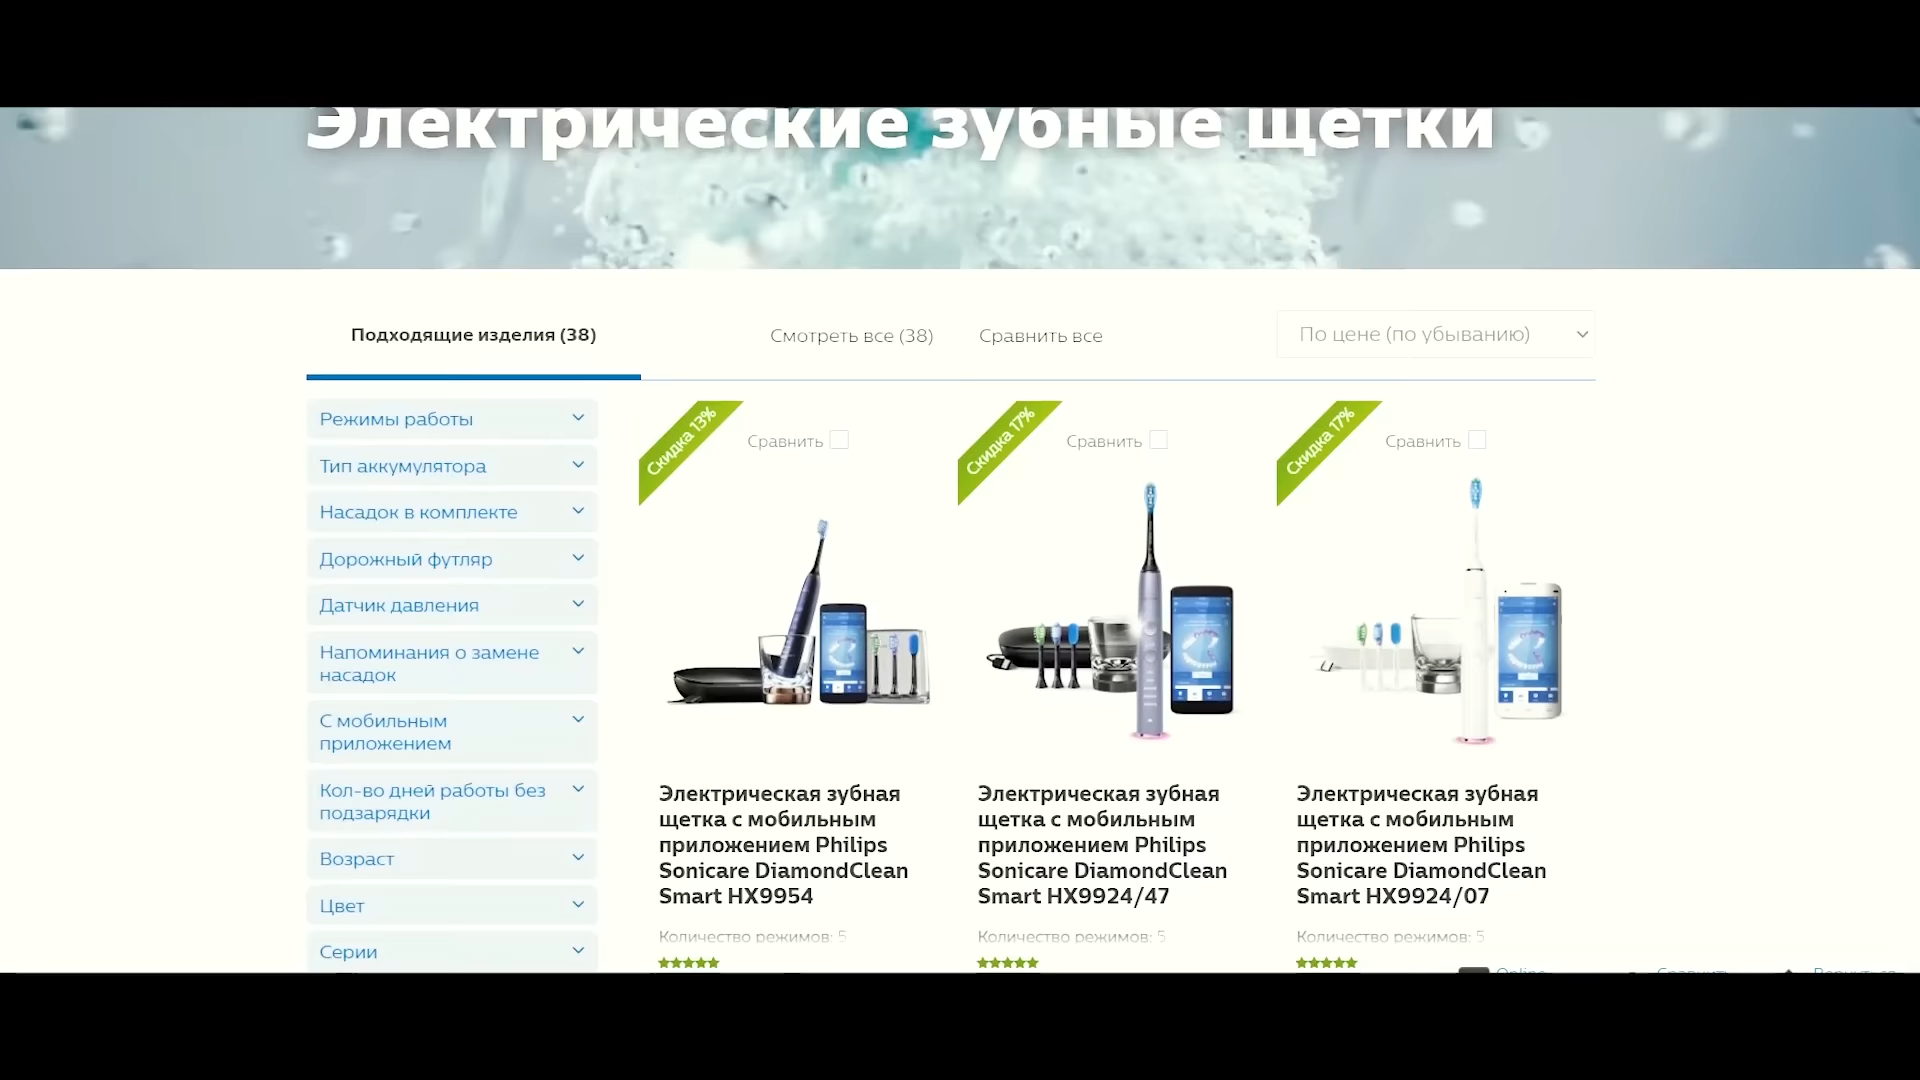 Электрические зубные щетки
Подходящие изделия (38)
Смотреть все (38)
Сравнить все
По цене (по убыванию)
Режимы работы
Тип аккумулятора
Насадок в комплекте
Дорожный футляр
Датчик давления
Напоминания о замене
насадок
С мобильным
приложением
Кол-во дней работы без
подзарядки
Возраст
Цвет
Серии
Скидка 13%
Сравнить
Электрическая зубная
щетка с мобильным
приложением Philips
Sonicare DiamondClean
Smart HX9954
Количество режимов: 5
Скидка 17%
Сравнить
Электрическая зубная
щетка с мобильным
приложением Philips
Sonicare DiamondClean
Smart HX9924/47
Количество режимов: 5
Скидка 17%
Сравнить
Электрическая зубная
щетка с мобильным
приложением Philips
Sonicare DiamondClean
Smart HX9924/07
Количество режимов: 5
Online
Сравнить
Вернуться